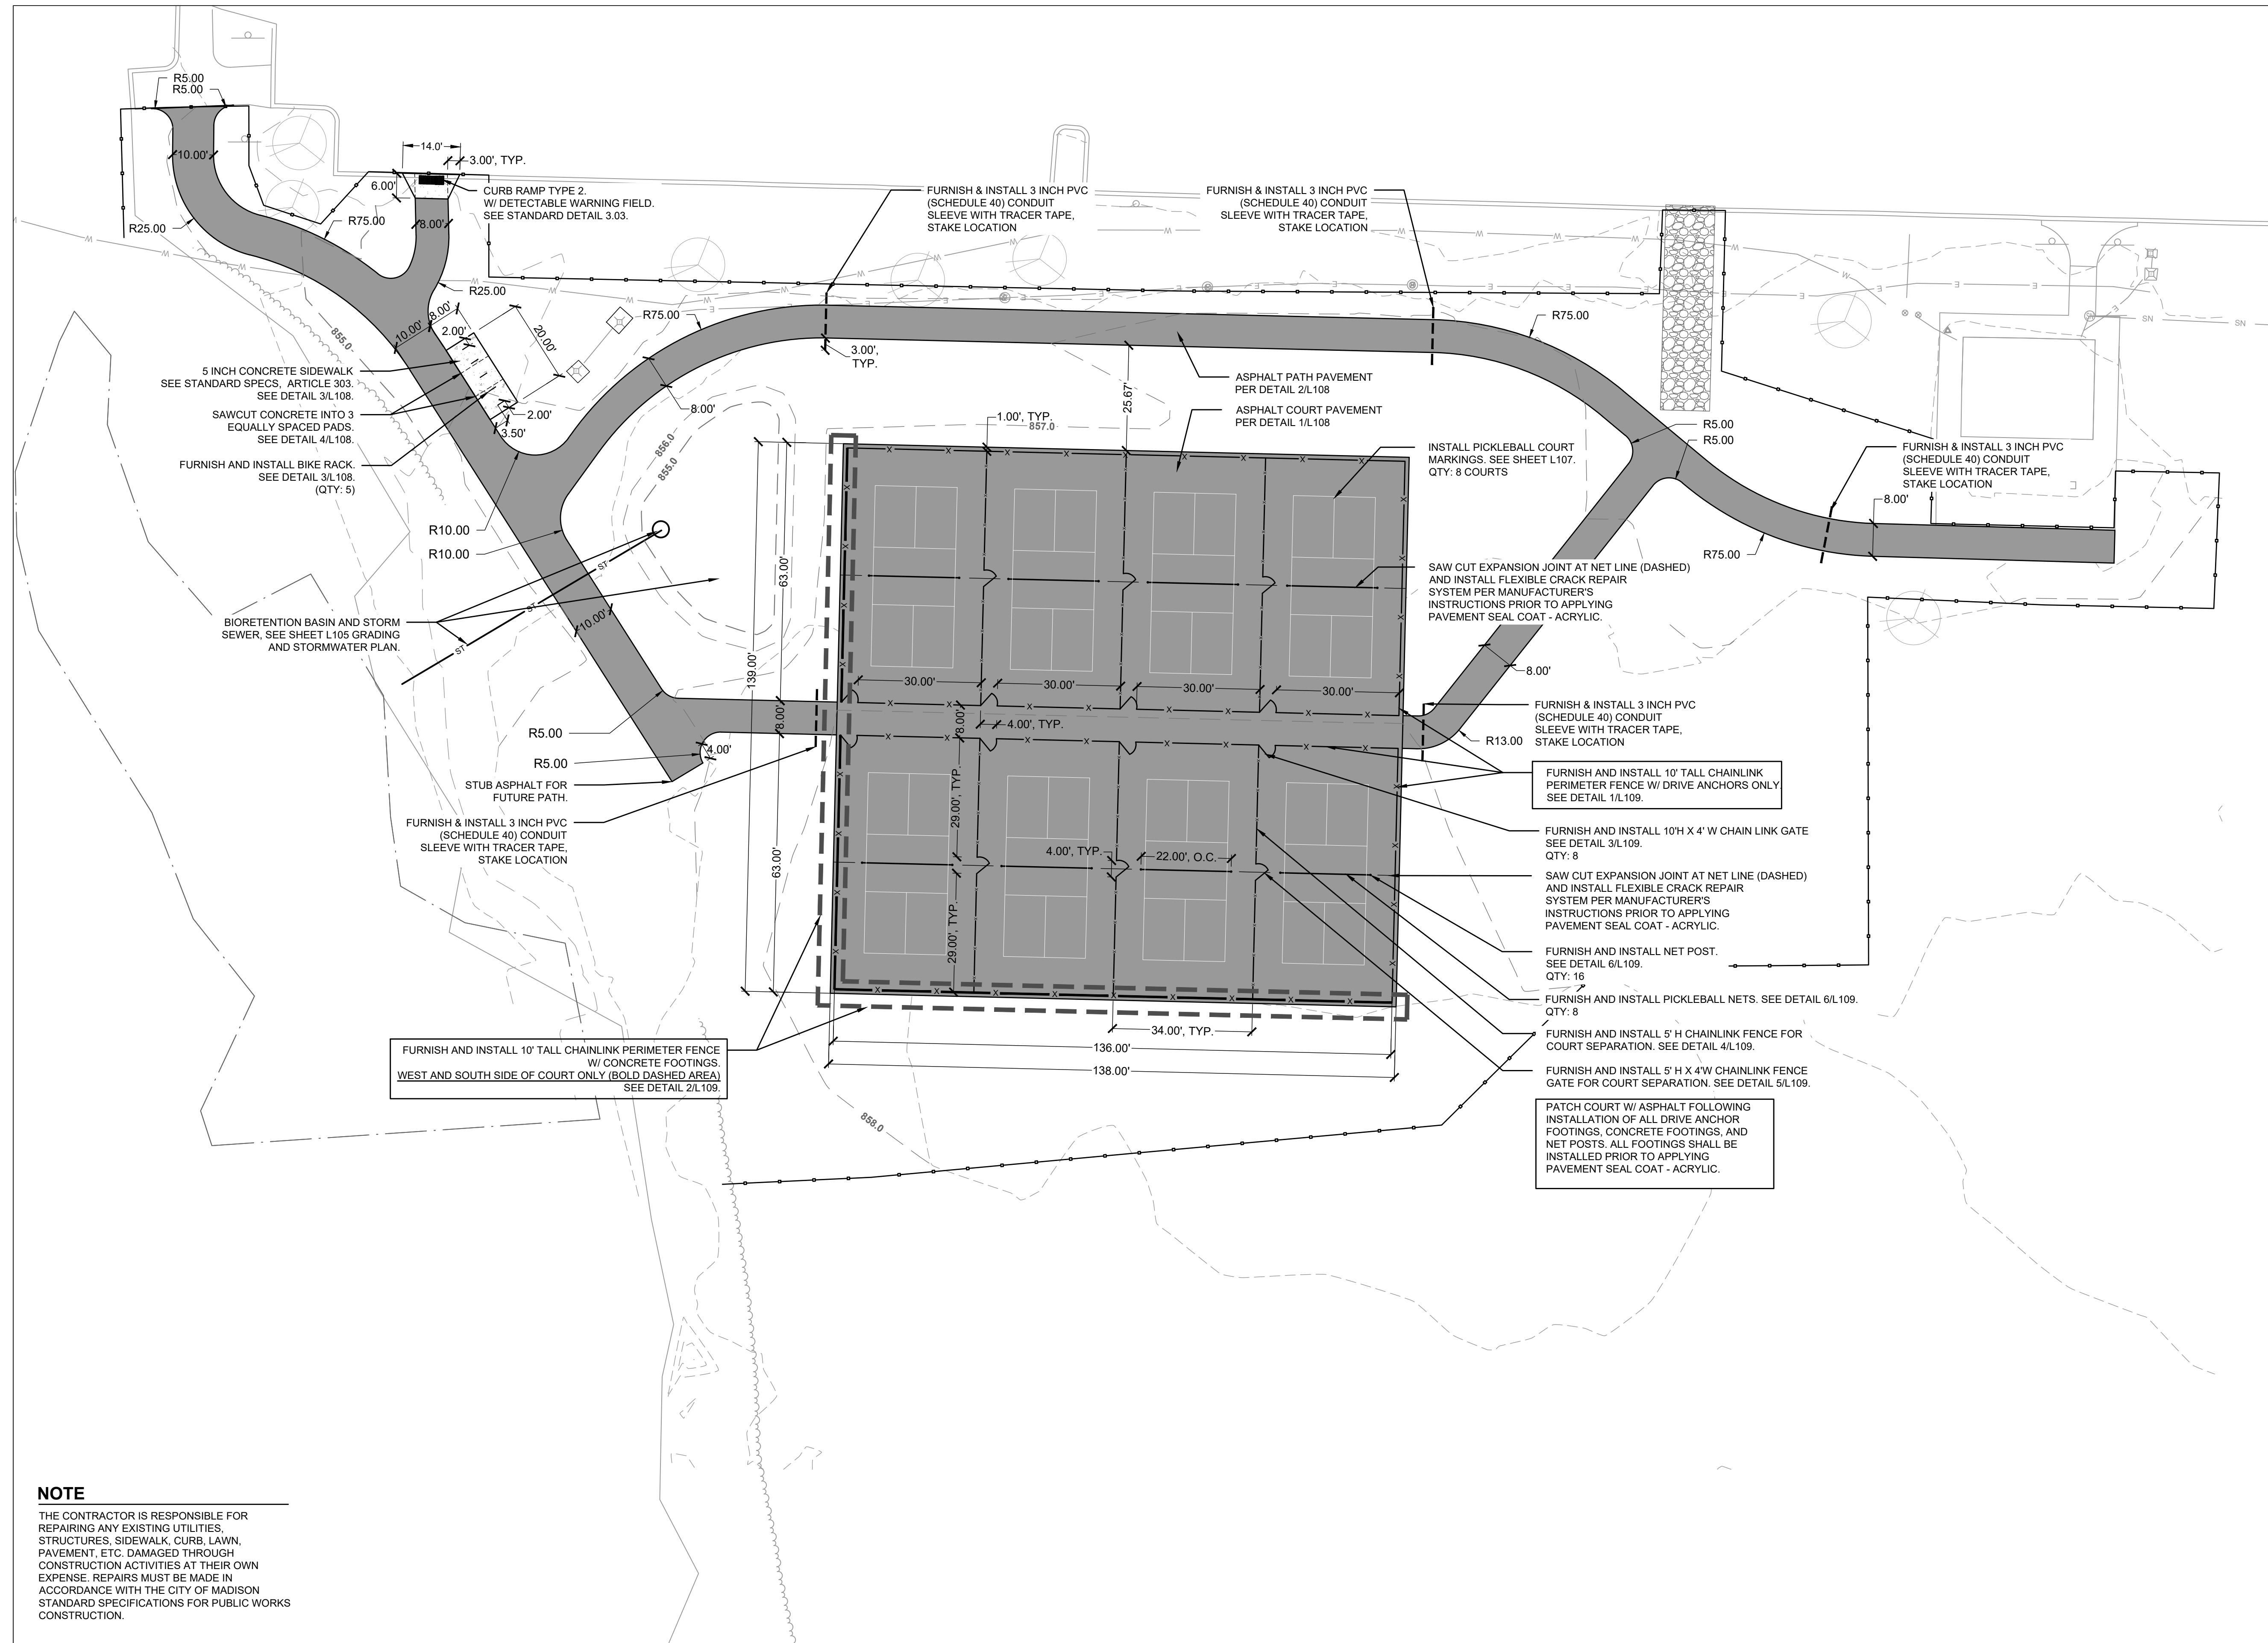 R5.00
R5.00
10.00'
14.0'
3.00', TYP.
6.00'
CURB RAMP TYPE 2.
W/ DETECTABLE WARNING FIELD.
SEE STANDARD DETAIL 3.03.
R75.00
8.00'
R25.00
R25.00
FURNISH & INSTALL 3 INCH PVC
(SCHEDULE 40) CONDUIT
SLEEVE WITH TRACER TAPE,
STAKE LOCATION
FURNISH & INSTALL 3 INCH PVC
(SCHEDULE 40) CONDUIT
SLEEVE WITH TRACER TAPE,
STAKE LOCATION
855.0
10.00'
8.00'
2.00'
20.00'
R75.00
3.00',
TYP.
R75.00
5 INCH CONCRETE SIDEWALK
SEE STANDARD SPECS, ARTICLE 303.
SEE DETAIL 3/L108.
SAWCUT CONCRETE INTO 3
EQUALLY SPACED PADS.
SEE DETAIL 4/L108.
FURNISH AND INSTALL BIKE RACK.
SEE DETAIL 3/L108.
(QTY: 5)
2.00'
3.50'
8.00'
ASPHALT PATH PAVEMENT
PER DETAIL 2/L108
ASPHALT COURT PAVEMENT
PER DETAIL 1/L108
25.67'
1.00', TYP.
857.0
856.0
855.0
INSTALL PICKLEBALL COURT
MARKINGS. SEE SHEET L107.
QTY: 8 COURTS
R5.00
R5.00
FURNISH & INSTALL 3 INCH PVC
(SCHEDULE 40) CONDUIT
SLEEVE WITH TRACER TAPE,
STAKE LOCATION
8.00'
R75.00
R10.00
R10.00
ST
ST
ST
BIORETENTION BASIN AND STORM
SEWER, SEE SHEET L105 GRADING
AND STORMWATER PLAN.
10.00'
63.00'
139.00'
SAW CUT EXPANSION JOINT AT NET LINE (DASHED)
AND INSTALL FLEXIBLE CRACK REPAIR
SYSTEM PER MANUFACTURER'S
INSTRUCTIONS PRIOR TO APPLYING
PAVEMENT SEAL COAT - ACRYLIC.
8.00'
30.00'
30.00'
30.00'
30.00'
8.00'
8.00'
4.00', TYP.
R5.00
R5.00
4.00'
STUB ASPHALT FOR
FUTURE PATH.
FURNISH & INSTALL 3 INCH PVC
(SCHEDULE 40) CONDUIT
SLEEVE WITH TRACER TAPE,
STAKE LOCATION
FURNISH & INSTALL 3 INCH PVC
(SCHEDULE 40) CONDUIT
SLEEVE WITH TRACER TAPE,
STAKE LOCATION
R13.00
FURNISH AND INSTALL 10' TALL CHAINLINK
PERIMETER FENCE W/ DRIVE ANCHORS ONLY.
SEE DETAIL 1/L109.
FURNISH AND INSTALL 10'H X 4' W CHAIN LINK GATE
SEE DETAIL 3/L109.
QTY: 8
63.00'
29.00', TYP.
29.00', TYP.
4.00', TYP.
22.00', O.C.
SAW CUT EXPANSION JOINT AT NET LINE (DASHED)
AND INSTALL FLEXIBLE CRACK REPAIR
SYSTEM PER MANUFACTURER'S
INSTRUCTIONS PRIOR TO APPLYING
PAVEMENT SEAL COAT - ACRYLIC.
FURNISH AND INSTALL NET POST.
SEE DETAIL 6/L109.
QTY: 16
FURNISH AND INSTALL PICKLEBALL NETS. SEE DETAIL 6/L109.
QTY: 8
FURNISH AND INSTALL 5' H CHAINLINK FENCE FOR
COURT SEPARATION. SEE DETAIL 4/L109.
FURNISH AND INSTALL 5' H X 4'W CHAINLINK FENCE
GATE FOR COURT SEPARATION. SEE DETAIL 5/L109.
PATCH COURT W/ ASPHALT FOLLOWING
INSTALLATION OF ALL DRIVE ANCHOR
FOOTINGS, CONCRETE FOOTINGS, AND
NET POSTS. ALL FOOTINGS SHALL BE
INSTALLED PRIOR TO APPLYING
PAVEMENT SEAL COAT - ACRYLIC.
34.00', TYP.
136.00'
138.00'
FURNISH AND INSTALL 10' TALL CHAINLINK PERIMETER FENCE
W/ CONCRETE FOOTINGS.
WEST AND SOUTH SIDE OF COURT ONLY (BOLD DASHED AREA)
SEE DETAIL 2/L109.
858.0
NOTE
THE CONTRACTOR IS RESPONSIBLE FOR
REPAIRING ANY EXISTING UTILITIES,
STRUCTURES, SIDEWALK, CURB, LAWN,
PAVEMENT, ETC. DAMAGED THROUGH
CONSTRUCTION ACTIVITIES AT THEIR OWN
EXPENSE. REPAIRS MUST BE MADE IN
ACCORDANCE WITH THE CITY OF MADISON
STANDARD SPECIFICATIONS FOR PUBLIC WORKS
CONSTRUCTION.